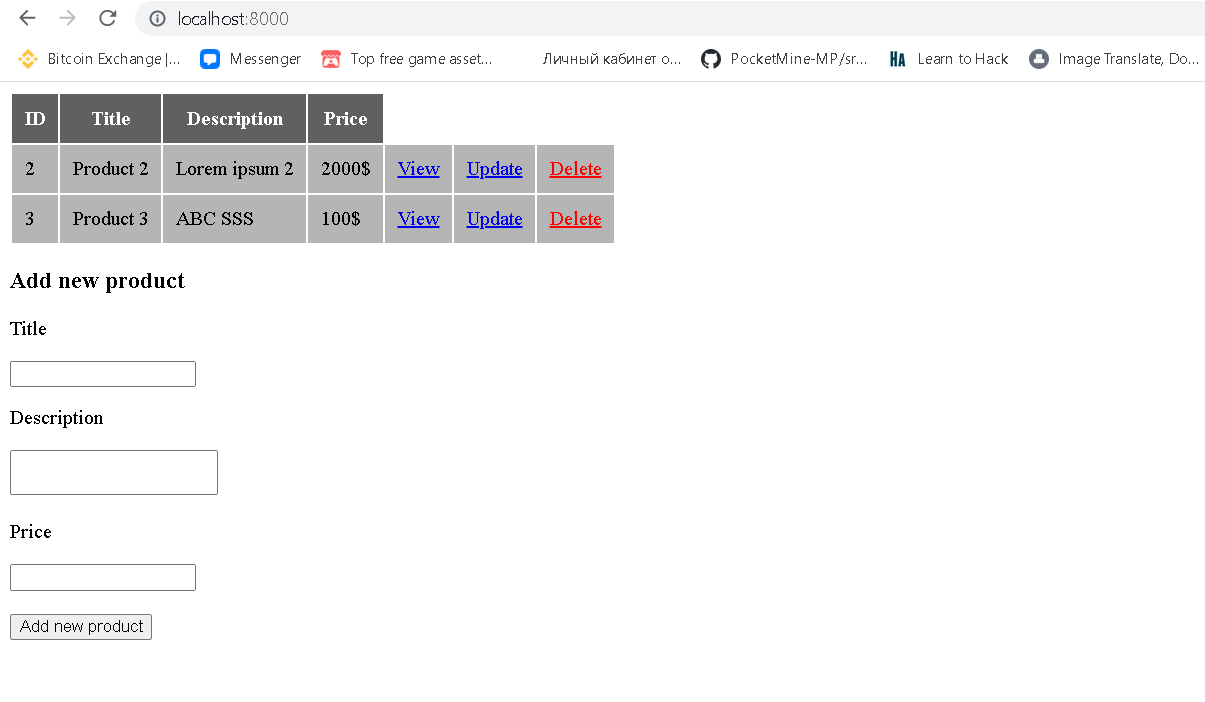 localhost:8000
Bitcoin Exchange |... Messenger Top free game asset... Личный кабинет о... PocketMine-MP/sr... HA Learn to Hack Image Translate, Do...
ID Title Description Price
2 Product 2 Lorem ipsum 2 2000$ View Update Delete
3 Product 3 ABC SSS 100$ View Update Delete
Add new product
Title
Description
Price
Add new product